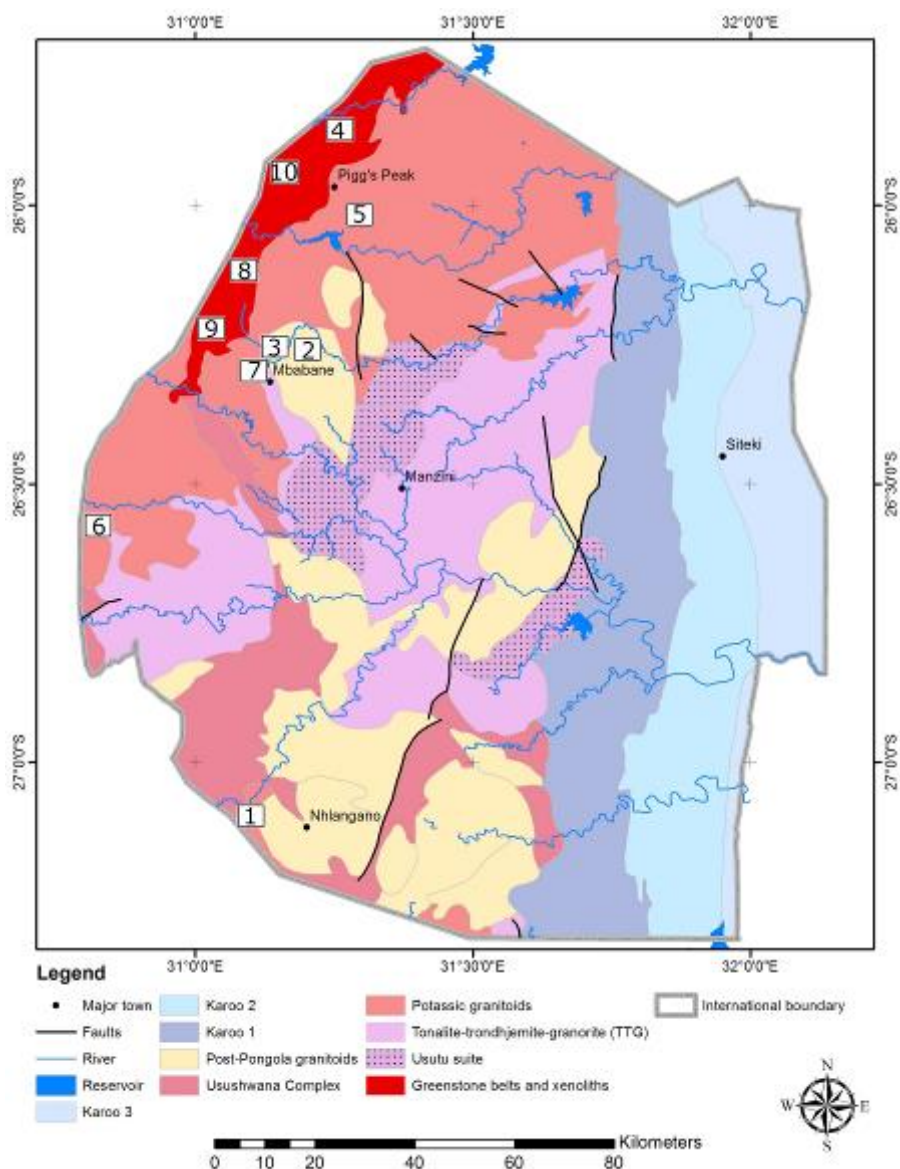 31°0'0"E
31°30'0"E
32°0'0"E
4
10
Pigg's Peak
26°0'0"S
26°0'0"S
5
8
9
3
2
7
Mbabane
Siteki
Manzini
26°30'0"S
26°30'0"S
6
27°0'0"S
27°0'0"S
1
Nhlangano
31°0'0"E
31°30'0"E
32°0'0"E
Legend
Major town
Karoo 2
Potassic granitoids
International boundary
Faults
Karoo 1
Tonalite-trondhjemite-granorite (TTG)
River
Post-Pongola granitoids
Usutu suite
Reservoir
Usushwana Complex
Greenstone belts and xenoliths
Karoo 3
N
W
E
S
Kilometers
0
10
20
40
60
80